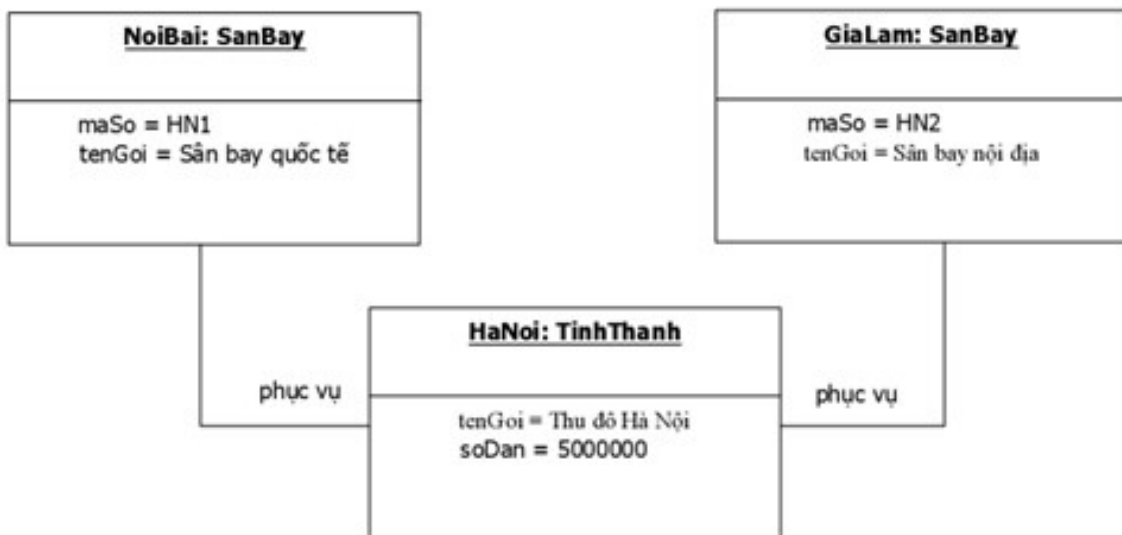 NoiBai: SanBay
maSo = HN1
tenGoi = Sân bay quốc tế
GiaLam: SanBay
maSo = HN2
tenGoi = Sân bay nội địa
phục vụ
HaNoi: TinhThanh
tenGoi = Thu đô Hà Nội
soDan = 5000000
phục vụ